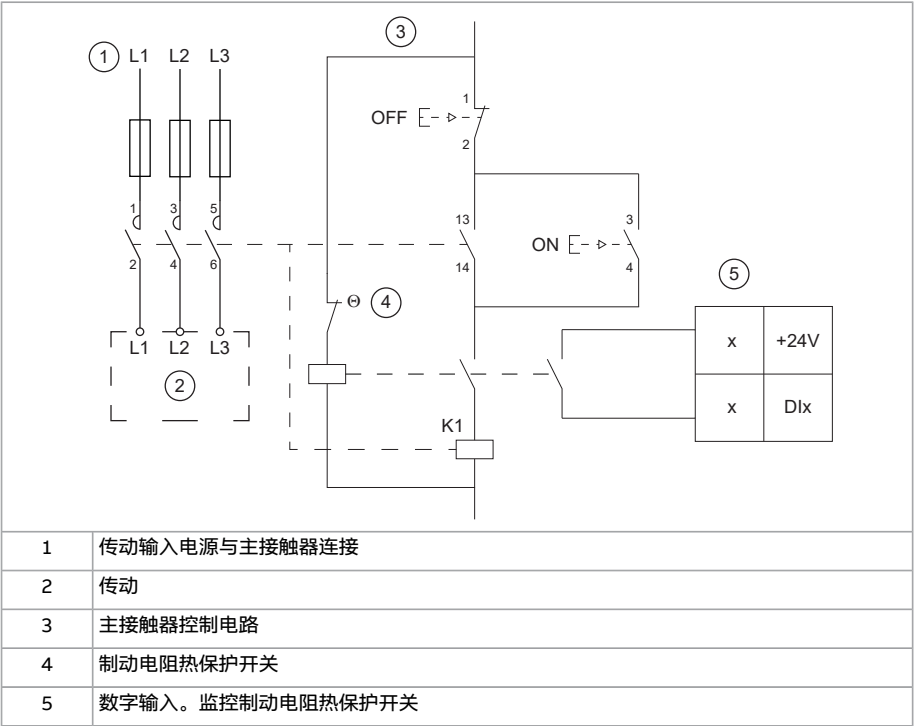 3
1 L1 L2 L3
1
OFF
2
1 3 5
13
3
ON
2 4 6
14
4
5
Θ 4
L1 L2 L3
x +24V
2
x DIx
K1
1 传动输入电源与主接触器连接
2 传动
3 主接触器控制电路
4 制动电阻热保护开关
5 数字输入。监控制动电阻热保护开关